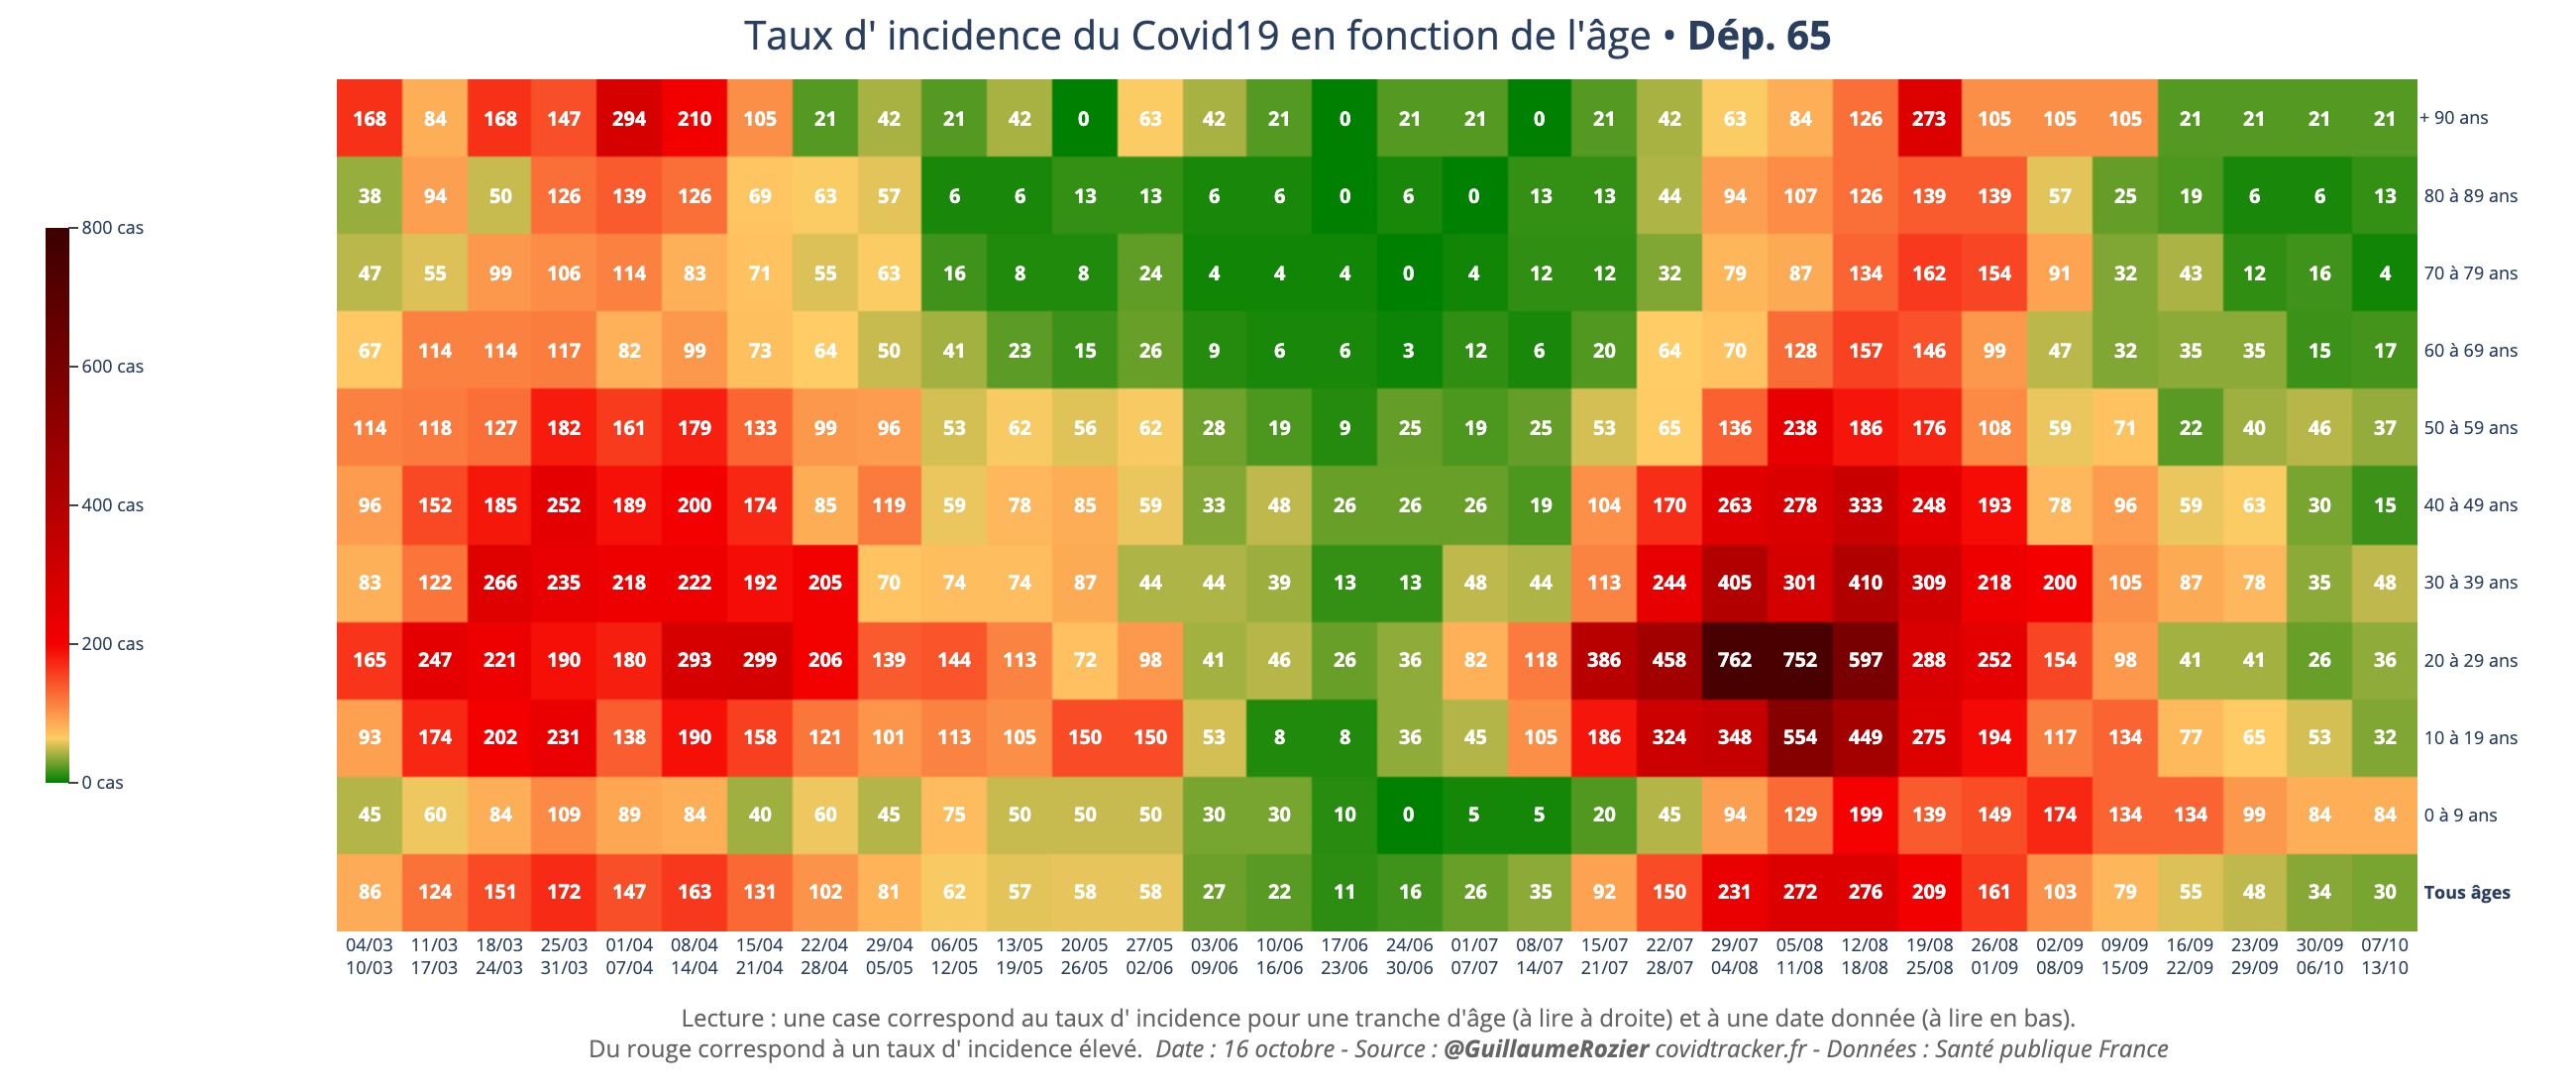 Taux d' incidence du Covid19 en fonction de l'âge • Dép. 65
800 cas
600 cas
400 cas
200 cas
0 cas
168 84 168 147 294 210 105 21 42 21 42 0 63 42 21 0 21 21 0 21 42 63 84 126 273 105 105 105 21 21 21 21 + 90 ans
38 94 50 126 139 126 69 63 57 6 6 13 13 6 6 0 6 0 13 13 44 94 107 126 139 139 57 25 19 6 6 13 80 à 89 ans
47 55 99 106 114 83 71 55 63 16 8 8 24 4 4 4 0 4 12 12 32 79 87 134 162 154 91 32 43 12 16 4 70 à 79 ans
67 114 114 117 82 99 73 64 50 41 23 15 26 9 6 6 3 12 6 20 64 70 128 157 146 99 47 32 35 35 15 17 60 à 69 ans
114 118 127 182 161 179 133 99 96 53 62 56 62 28 19 9 25 19 25 53 65 136 238 186 176 108 59 71 22 40 46 37 50 à 59 ans
96 152 185 252 189 200 174 85 119 59 78 85 59 33 48 26 26 26 19 104 170 263 278 333 248 193 78 96 59 63 30 15 40 à 49 ans
83 122 266 235 218 222 192 205 70 74 74 87 44 44 39 13 13 48 44 113 244 405 301 410 309 218 200 105 87 78 35 48 30 à 39 ans
165 247 221 190 180 293 299 206 139 144 113 72 98 41 46 26 36 82 118 386 458 762 752 597 288 252 154 98 41 41 26 36 20 à 29 ans
93 174 202 231 138 190 158 121 101 113 105 150 150 53 8 8 36 45 105 186 324 348 554 449 275 194 117 134 77 65 53 32 10 à 19 ans
45 60 84 109 89 84 40 60 45 75 50 50 50 30 30 10 0 5 5 20 45 94 129 199 139 149 174 134 134 99 84 84 0 à 9 ans
86 124 151 172 147 163 131 102 81 62 57 58 58 27 22 11 16 26 35 92 150 231 272 276 209 161 103 79 55 48 34 30 Tous âges
04/03 11/03 18/03 25/03 01/04 08/04 15/04 22/04 29/04 06/05 13/05 20/05 27/05 03/06 10/06 17/06 24/06 01/07 08/07 15/07 22/07 29/07 05/08 12/08 19/08 26/08 02/09 09/09 16/09 23/09 30/09 07/10
10/03 17/03 24/03 31/03 07/04 14/04 21/04 28/04 05/05 12/05 19/05 26/05 02/06 09/06 16/06 23/06 30/06 07/07 14/07 21/07 28/07 04/08 11/08 18/08 25/08 01/09 08/09 15/09 22/09 29/09 06/10 13/10
Lecture : une case correspond au taux d' incidence pour une tranche d'âge (à lire à droite) et à une date donnée (à lire en bas).
Du rouge correspond à un taux d' incidence élevé. Date : 16 octobre - Source : @GuillaumeRozier covidtracker.fr - Données : Santé publique France